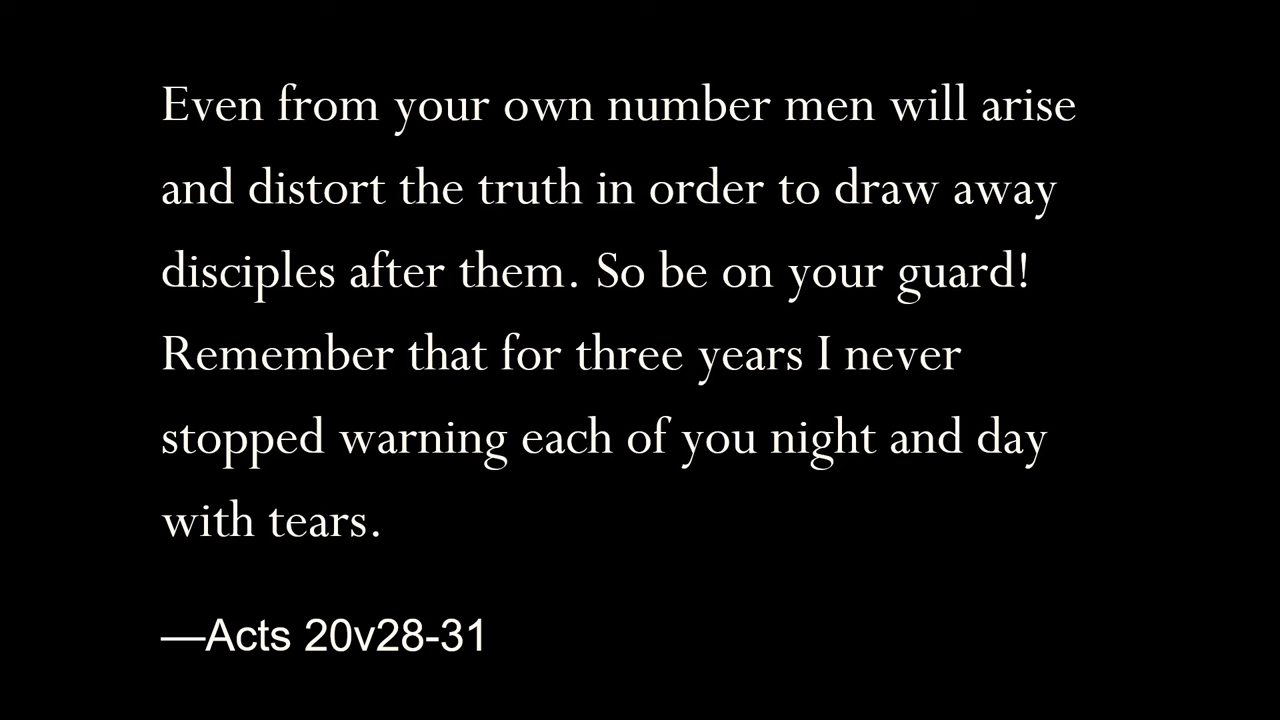 Even from your own number men will arise
and distort the truth in order to draw away
disciples after them. So be on your guard!
Remember that for three years I never
stopped warning each of you night and day
with tears.
—Acts 20v28-31